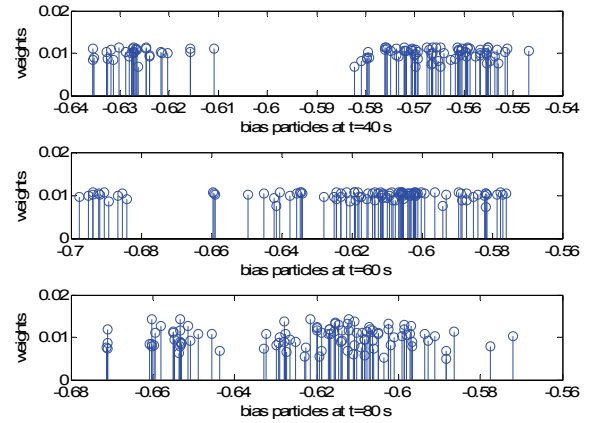 0.02
0.01
0
weights
-0.64 -0.63 -0.62 -0.61 -0.6 -0.59 -0.58 -0.57 -0.56 -0.55 -0.54
bias particles at t=40 s
0.02
0.01
0
weights
-0.7 -0.68 -0.66 -0.64 -0.62 -0.6 -0.58 -0.56
bias particles at t=60 s
0.02
0.01
0
weights
-0.68 -0.66 -0.64 -0.62 -0.6 -0.58 -0.56
bias particles at t=80 s